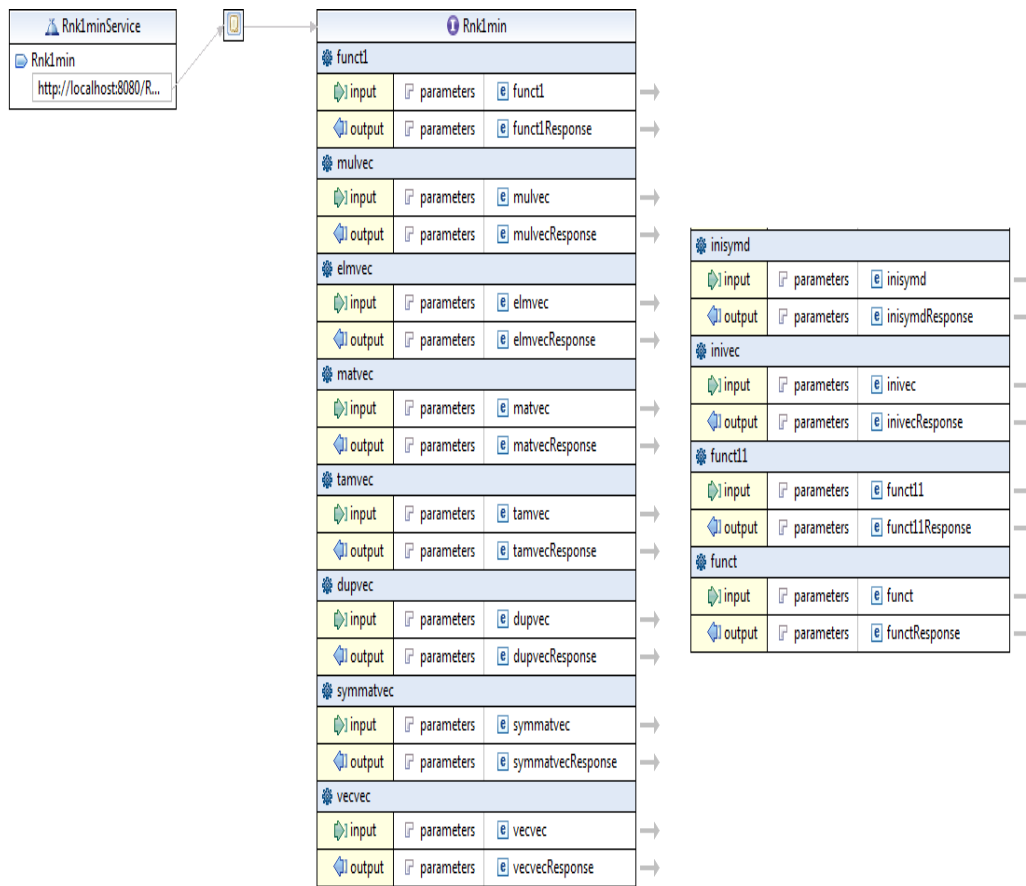 Rnk1minService
Rnk1min
http://localhost:8080/R...
Rnk1min
funct1
input parameters e funct1
output parameters e funct1Response
mulvec
input parameters e mulvec
output parameters e mulvecResponse
elmvec
input parameters e elmvec
output parameters e elmvecResponse
matvec
input parameters e matvec
output parameters e matvecResponse
tamvec
input parameters e tamvec
output parameters e tamvecResponse
dupvec
input parameters e dupvec
output parameters e dupvecResponse
symmatvec
input parameters e symmatvec
output parameters e symmatvecResponse
vecvec
input parameters e vecvec
output parameters e vecvecResponse
inisymd
input parameters e inisymd
output parameters e inisymdResponse
inivec
input parameters e inivec
output parameters e inivecResponse
funct11
input parameters e funct11
output parameters e funct11Response
funct
input parameters e funct
output parameters e functResponse